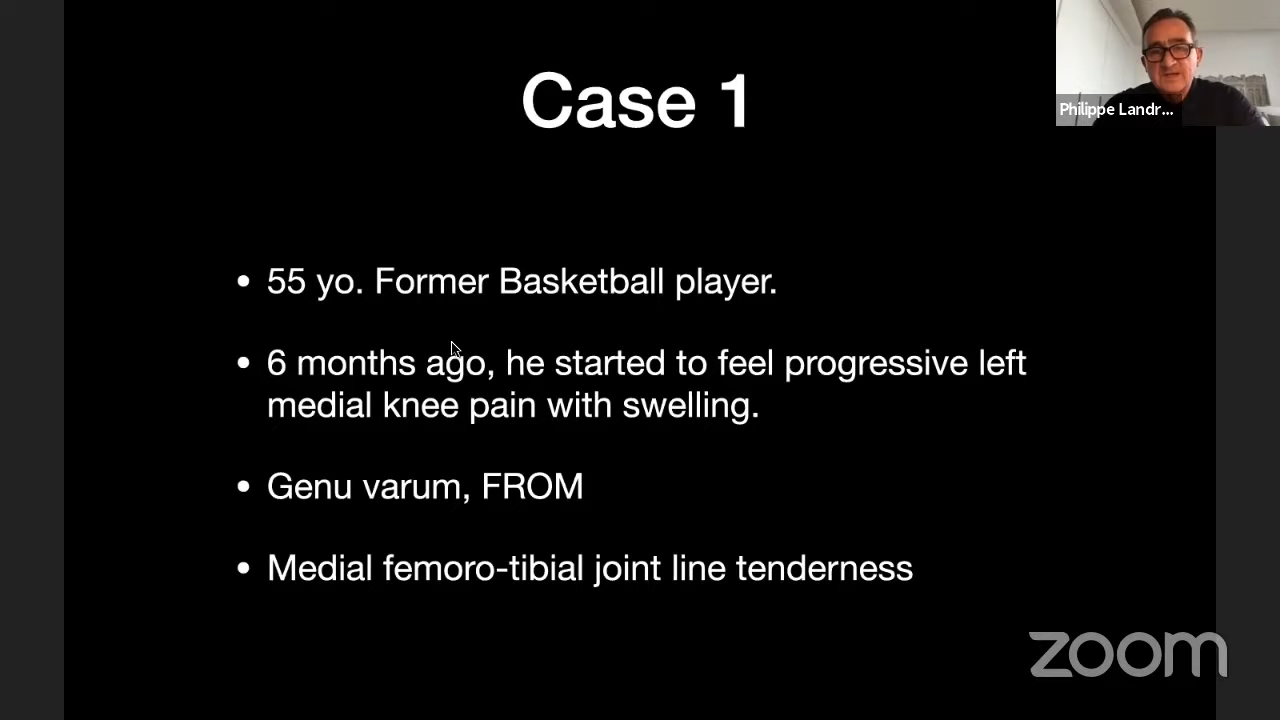 Case 1
Philippe Landr...
• 55 yo. Former Basketball player.
• 6 months ago, he started to feel progressive left
medial knee pain with swelling.
• Genu varum, FROM
• Medial femoro-tibial joint line tenderness
zoom